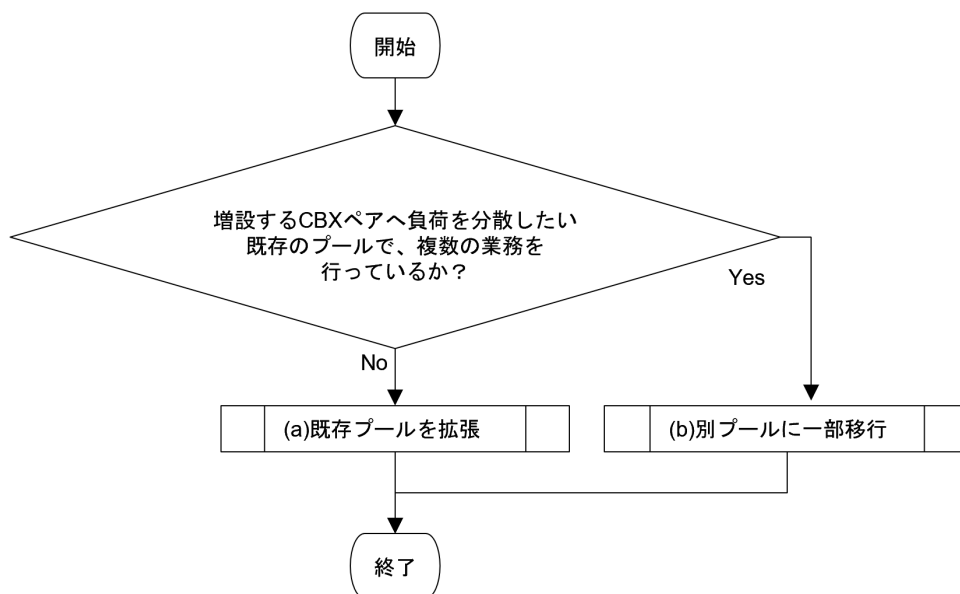 開始
増設するCBXペアへ負荷を分散したい
既存のプールで、複数の業務を
行っているか？
Yes
No
(a)既存プールを拡張
(b)別プールに一部移行
終了